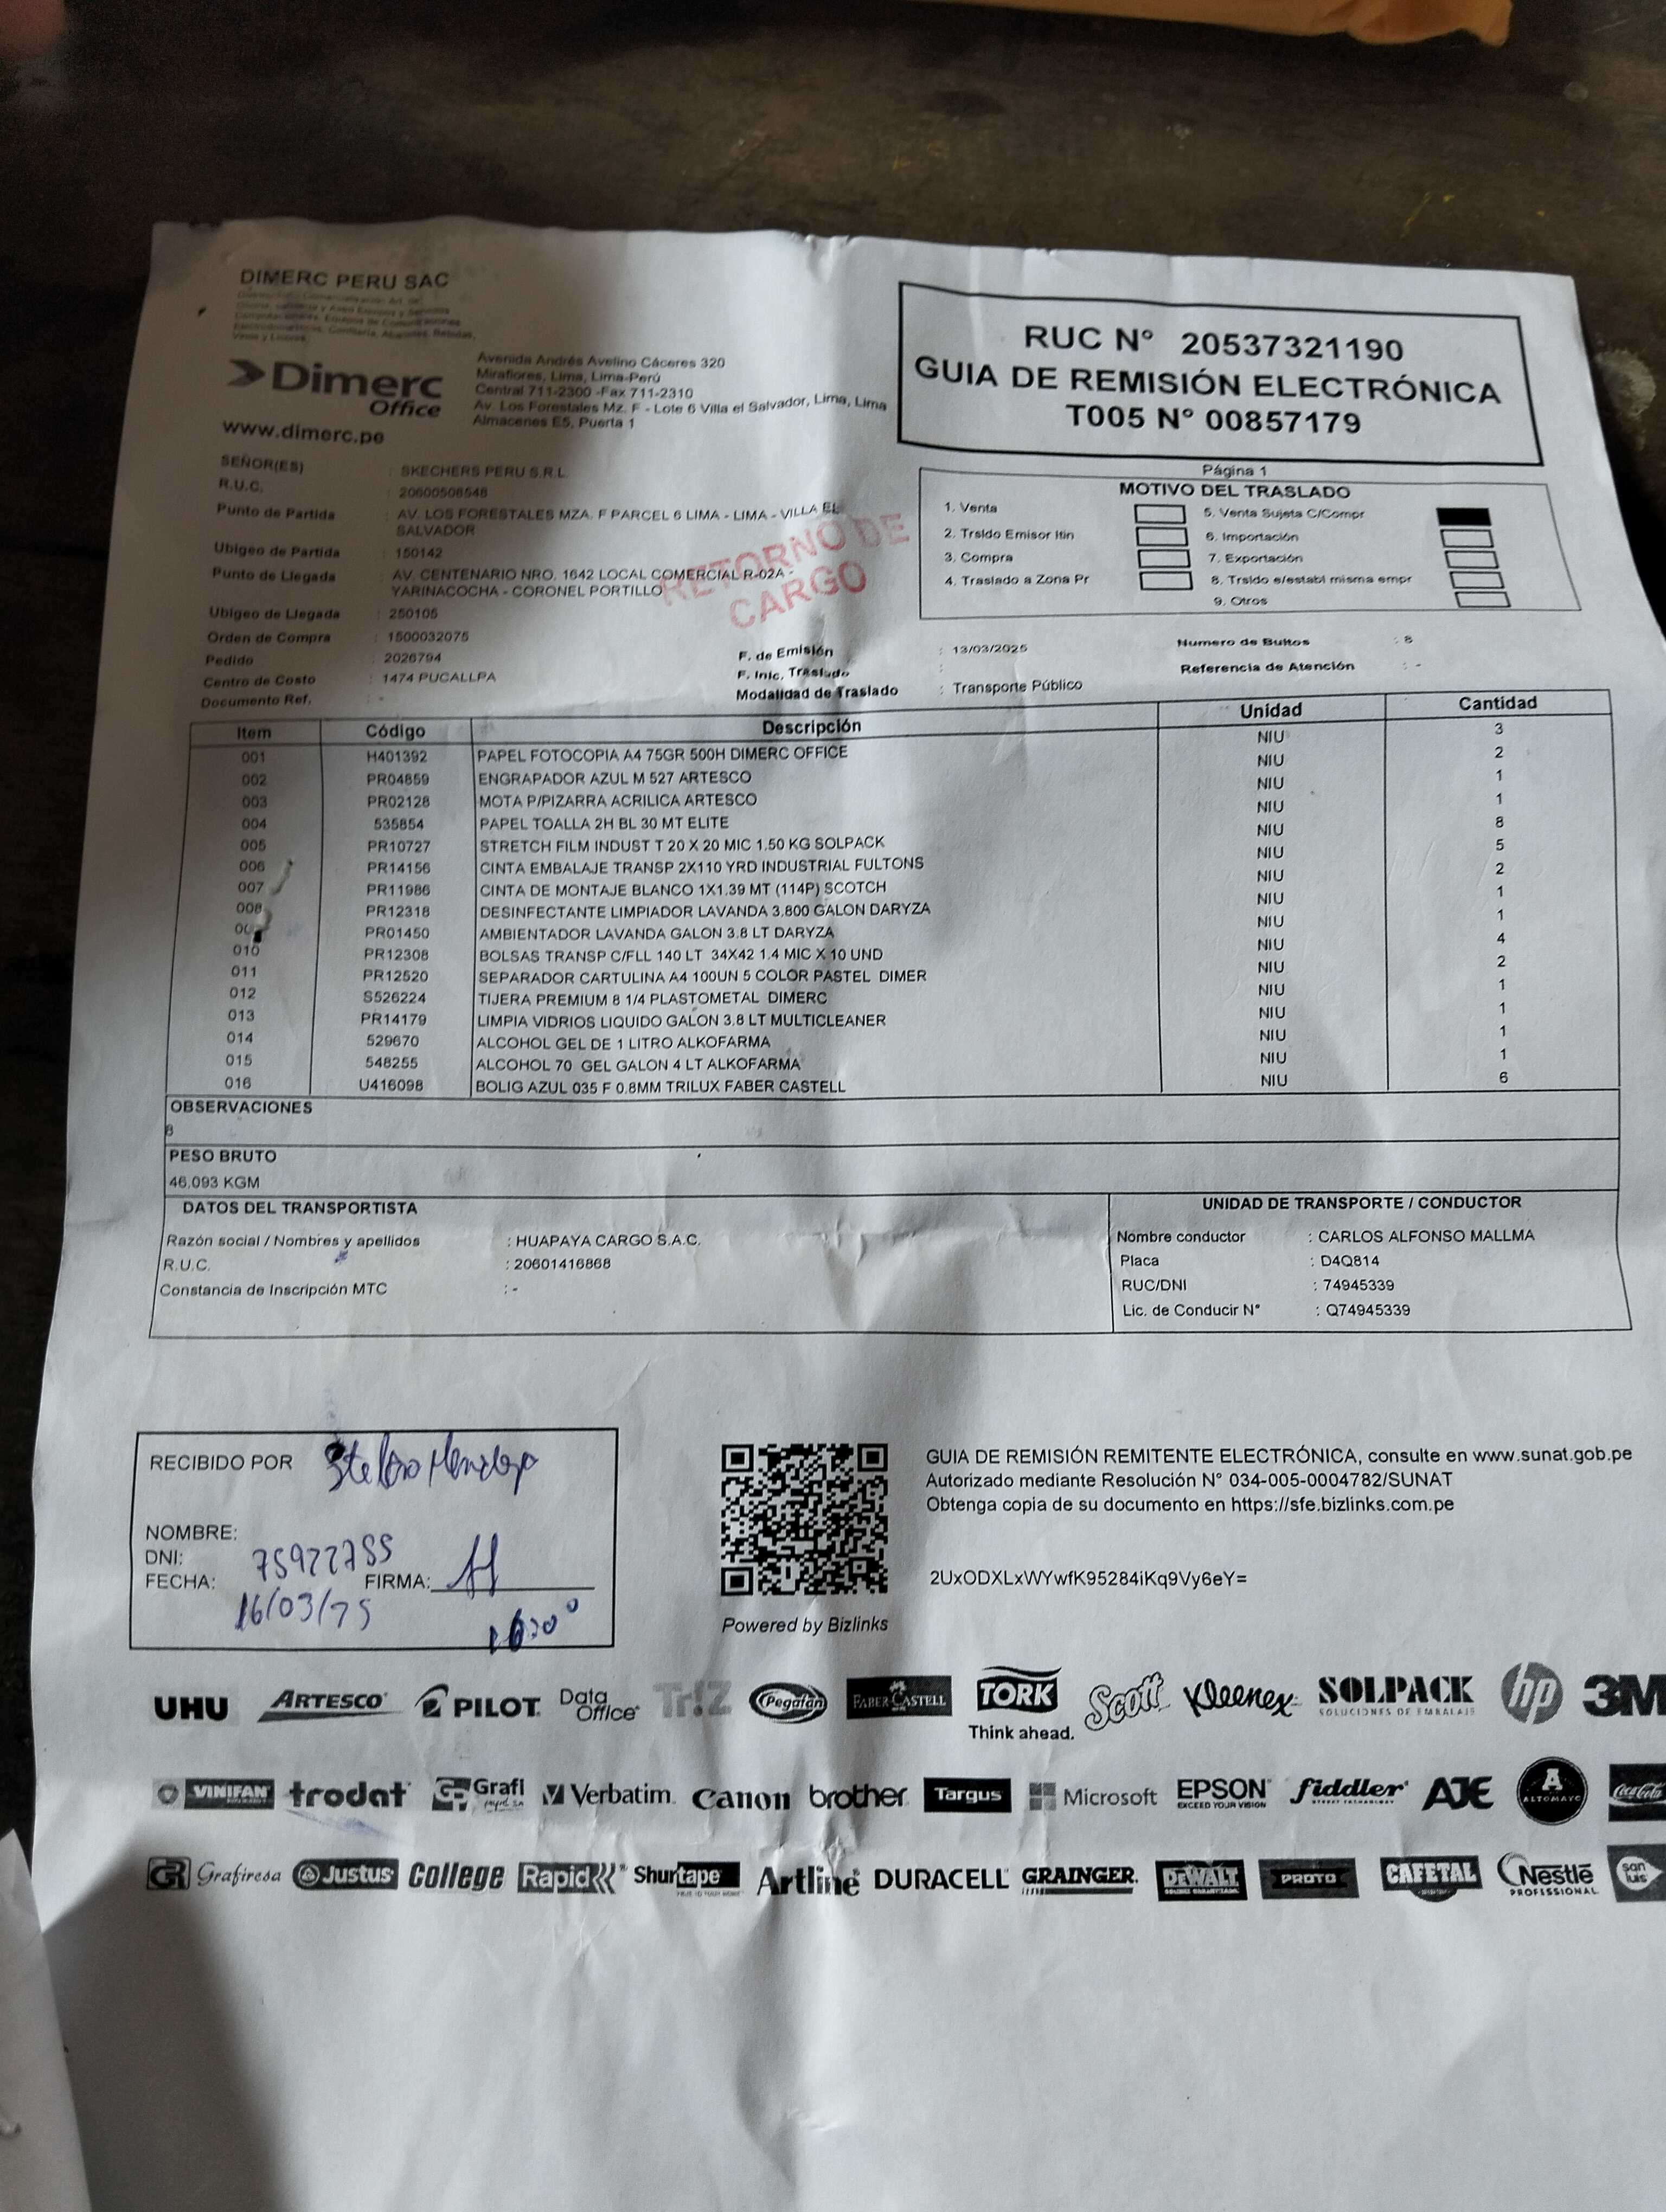 DIMERC PERU SAC
Dimerc
Office
www.dimerc.pe
Avenida Andrés Avelino Cáceres 320
Miraflores, Lima, Lima-Perú
Central 711-2300 -Fax 711-2310
Av. Los Forestales Mz. F - Lote 6 Villa el Salvador, Lima, Lima
Almacenes E5, Puerta 1
RUC N° 20537321190
GUIA DE REMISIÓN ELECTRÓNICA
T005 N° 00857179
Página 1
SEÑOR(ES) : SKECHERS PERU S.R.L
R.U.C. : 20600508548
Punto de Partida : AV. LOS FORESTALES MZA. F PARCEL 6 LIMA - LIMA - VILLA EL
SALVADOR
Ubigeo de Partida : 150142
Punto de Llegada : AV. CENTENARIO NRO. 1642 LOCAL COMERCIAL R-02A -
YARINACOCHA - CORONEL PORTILLO
Ubigeo de Llegada : 250105
Orden de Compra : 1500032075
Pedido : 2026794
Centro de Costo : 1474 PUCALLPA
Documento Ref. : -
RETORNO DE
CARGO
MOTIVO DEL TRASLADO
1. Venta
2. Trsldo Emisor Itin
3. Compra
4. Traslado a Zona Pr
5. Venta Sujeta C/Compr
6. Importación
7. Exportación
8. Trsldo e/establ misma empr
9. Otros
F. de Emisión : 13/03/2025
F. Inic. Traslado :
Modalidad de Traslado : Transporte Público
Numero de Bultos : 8
Referencia de Atención : -
Item Código Descripción Unidad Cantidad
001 H401392 PAPEL FOTOCOPIA A4 75GR 500H DIMERC OFFICE NIU 3
002 PR04859 ENGRAPADOR AZUL M 527 ARTESCO NIU 2
003 PR02128 MOTA P/PIZARRA ACRILICA ARTESCO NIU 1
004 535854 PAPEL TOALLA 2H BL 30 MT ELITE NIU 1
005 PR10727 STRETCH FILM INDUST T 20 X 20 MIC 1.50 KG SOLPACK NIU 8
006 PR14156 CINTA EMBALAJE TRANSP 2X110 YRD INDUSTRIAL FULTONS NIU 5
007 PR11986 CINTA DE MONTAJE BLANCO 1X1.39 MT (114P) SCOTCH NIU 2
008 PR12318 DESINFECTANTE LIMPIADOR LAVANDA 3.800 GALON DARYZA NIU 1
PR01450 AMBIENTADOR LAVANDA GALON 3.8 LT DARYZA NIU 1
010 PR12308 BOLSAS TRANSP C/FLL 140 LT 34X42 1.4 MIC X 10 UND NIU 4
011 PR12520 SEPARADOR CARTULINA A4 100UN 5 COLOR PASTEL DIMER NIU 2
012 S526224 TIJERA PREMIUM 8 1/4 PLASTOMETAL DIMERC NIU 1
013 PR14179 LIMPIA VIDRIOS LIQUIDO GALON 3.8 LT MULTICLEANER NIU 1
014 529670 ALCOHOL GEL DE 1 LITRO ALKOFARMA NIU 1
015 548255 ALCOHOL 70 GEL GALON 4 LT ALKOFARMA NIU 1
016 U416098 BOLIG AZUL 035 F 0.8MM TRILUX FABER CASTELL NIU 6
OBSERVACIONES
8
PESO BRUTO
46.093 KGM
DATOS DEL TRANSPORTISTA
Razón social / Nombres y apellidos : HUAPAYA CARGO S.A.C.
R.U.C. : 20601416868
Constancia de Inscripción MTC : -
UNIDAD DE TRANSPORTE / CONDUCTOR
Nombre conductor : CARLOS ALFONSO MALLMA
Placa : D4Q814
RUC/DNI : 74945339
Lic. de Conducir N° : Q74945339
RECIBIDO POR
NOMBRE:
DNI: 75922755
FECHA: FIRMA:
16/03/25
GUIA DE REMISIÓN REMITENTE ELECTRÓNICA, consulte en www.sunat.gob.pe
Autorizado mediante Resolución N° 034-005-0004782/SUNAT
Obtenga copia de su documento en https://sfe.bizlinks.com.pe
2UxODXLxWYwfK95284iKq9Vy6eY=
Powered by Bizlinks
UHU ARTESCO PILOT Data Office Tr!Z Pegafan FABER-CASTELL TORK Scott Kleenex SOLPACK hp 3M
Think ahead. SOLUCIONES DE EMBALAJE
VINIFAN trodat Grafi Verbatim Canon brother Targus Microsoft EPSON fiddler AJE A ALTOMAYO Coca-Cola
EXCEED YOUR VISION
GR Grafiresa Justus College Rapid Shurtape Artline DURACELL GRAINGER DEWALT PROTO CAFETAL Nestlé san luis
PROFESSIONAL